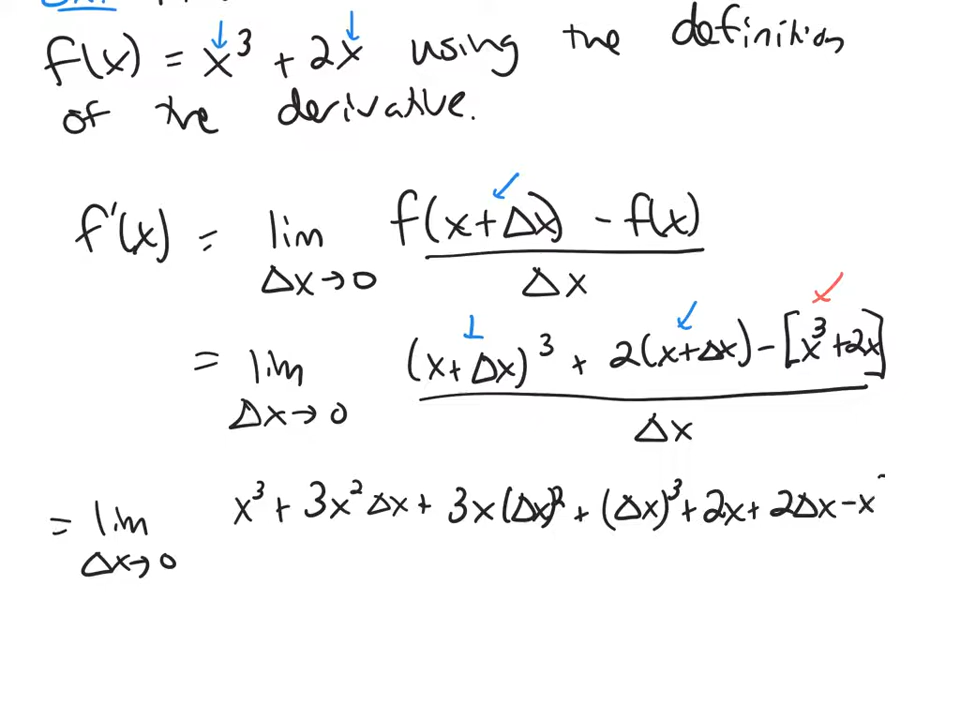 f(x) = x³ + 2x using the definition
of the derivative.
f'(x) = lim f(x+Δx) - f(x)
Δx→0 Δx
= lim (x+Δx)³ + 2(x+Δx) - [x³+2x]
Δx→0 Δx
= lim x³ + 3x²Δx + 3x(Δx)² + (Δx)³ + 2x + 2Δx - x
Δx→0